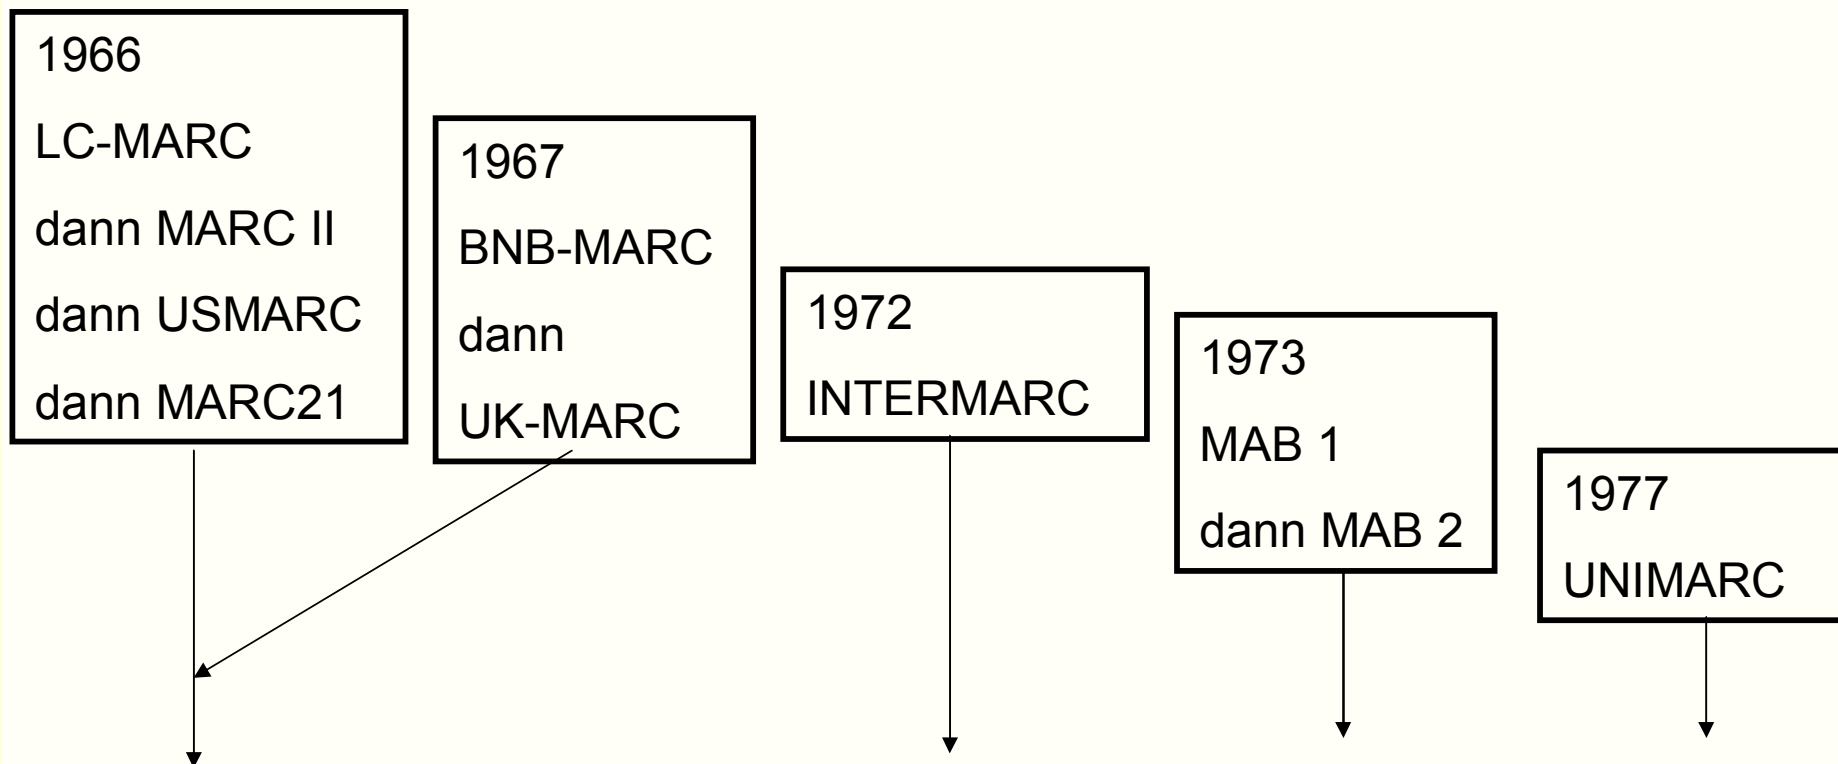 1966
LC-MARC
dann MARC II
dann USMARC
dann MARC21
1967
BNB-MARC
dann
UK-MARC
1972
INTERMARC
1973
MAB 1
dann MAB 2
1977
UNIMARC